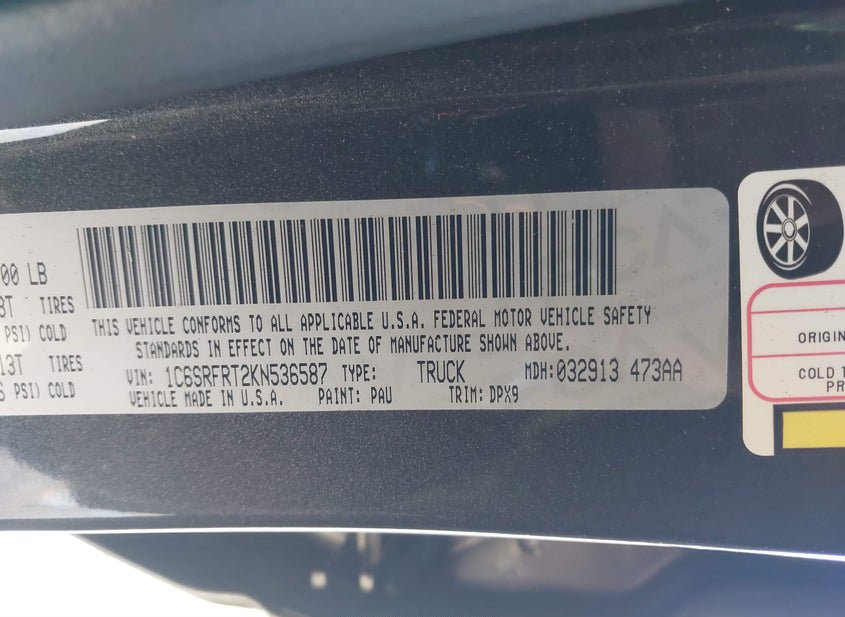 00 LB
3T TIRES
PSI) COLD
13T TIRES
PSI) COLD
THIS VEHICLE CONFORMS TO ALL APPLICABLE U.S.A. FEDERAL MOTOR VEHICLE SAFETY
STANDARDS IN EFFECT ON THE DATE OF MANUFACTURE SHOWN ABOVE.
VIN: 1C6SRFRT2KN536587 TYPE: TRUCK MDH: 032913 473AA
VEHICLE MADE IN U.S.A. PAINT: PAU TRIM: DPX9
ORIGIN
COLD T
PR